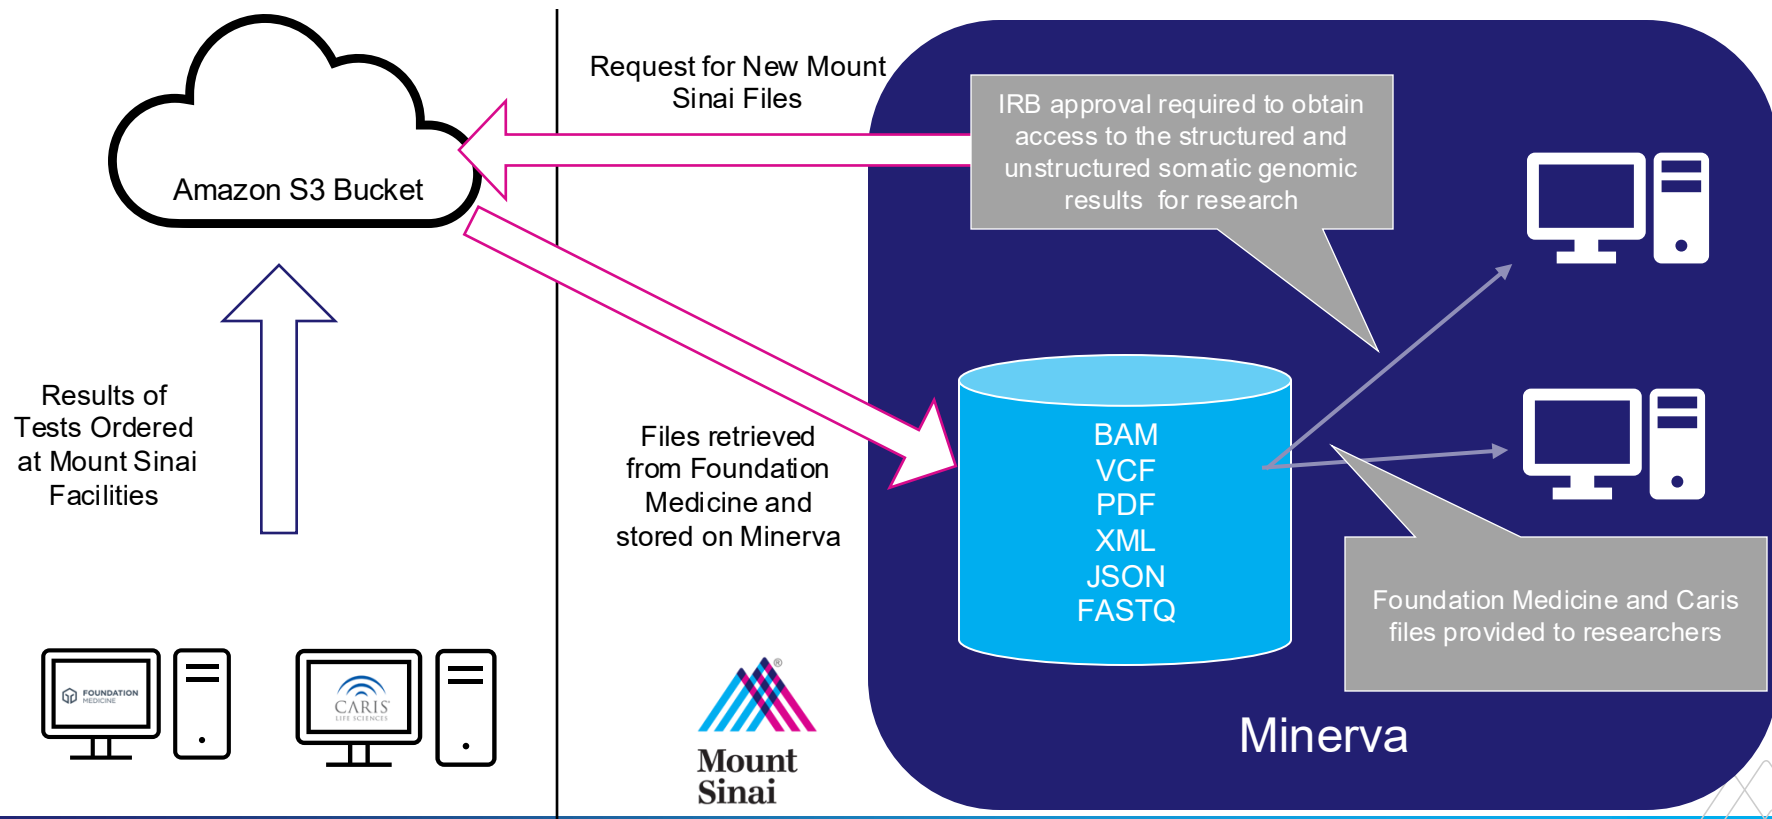 Amazon S3 Bucket
Results of
Tests Ordered
at Mount Sinai
Facilities
FOUNDATION
MEDICINE
CARIS
LIFE SCIENCES
Request for New Mount
Sinai Files
Files retrieved
from Foundation
Medicine and
stored on Minerva
®
Mount
Sinai
IRB approval required to obtain
access to the structured and
unstructured somatic genomic
results for research
BAM
VCF
PDF
XML
JSON
FASTQ
Foundation Medicine and Caris
files provided to researchers
Minerva